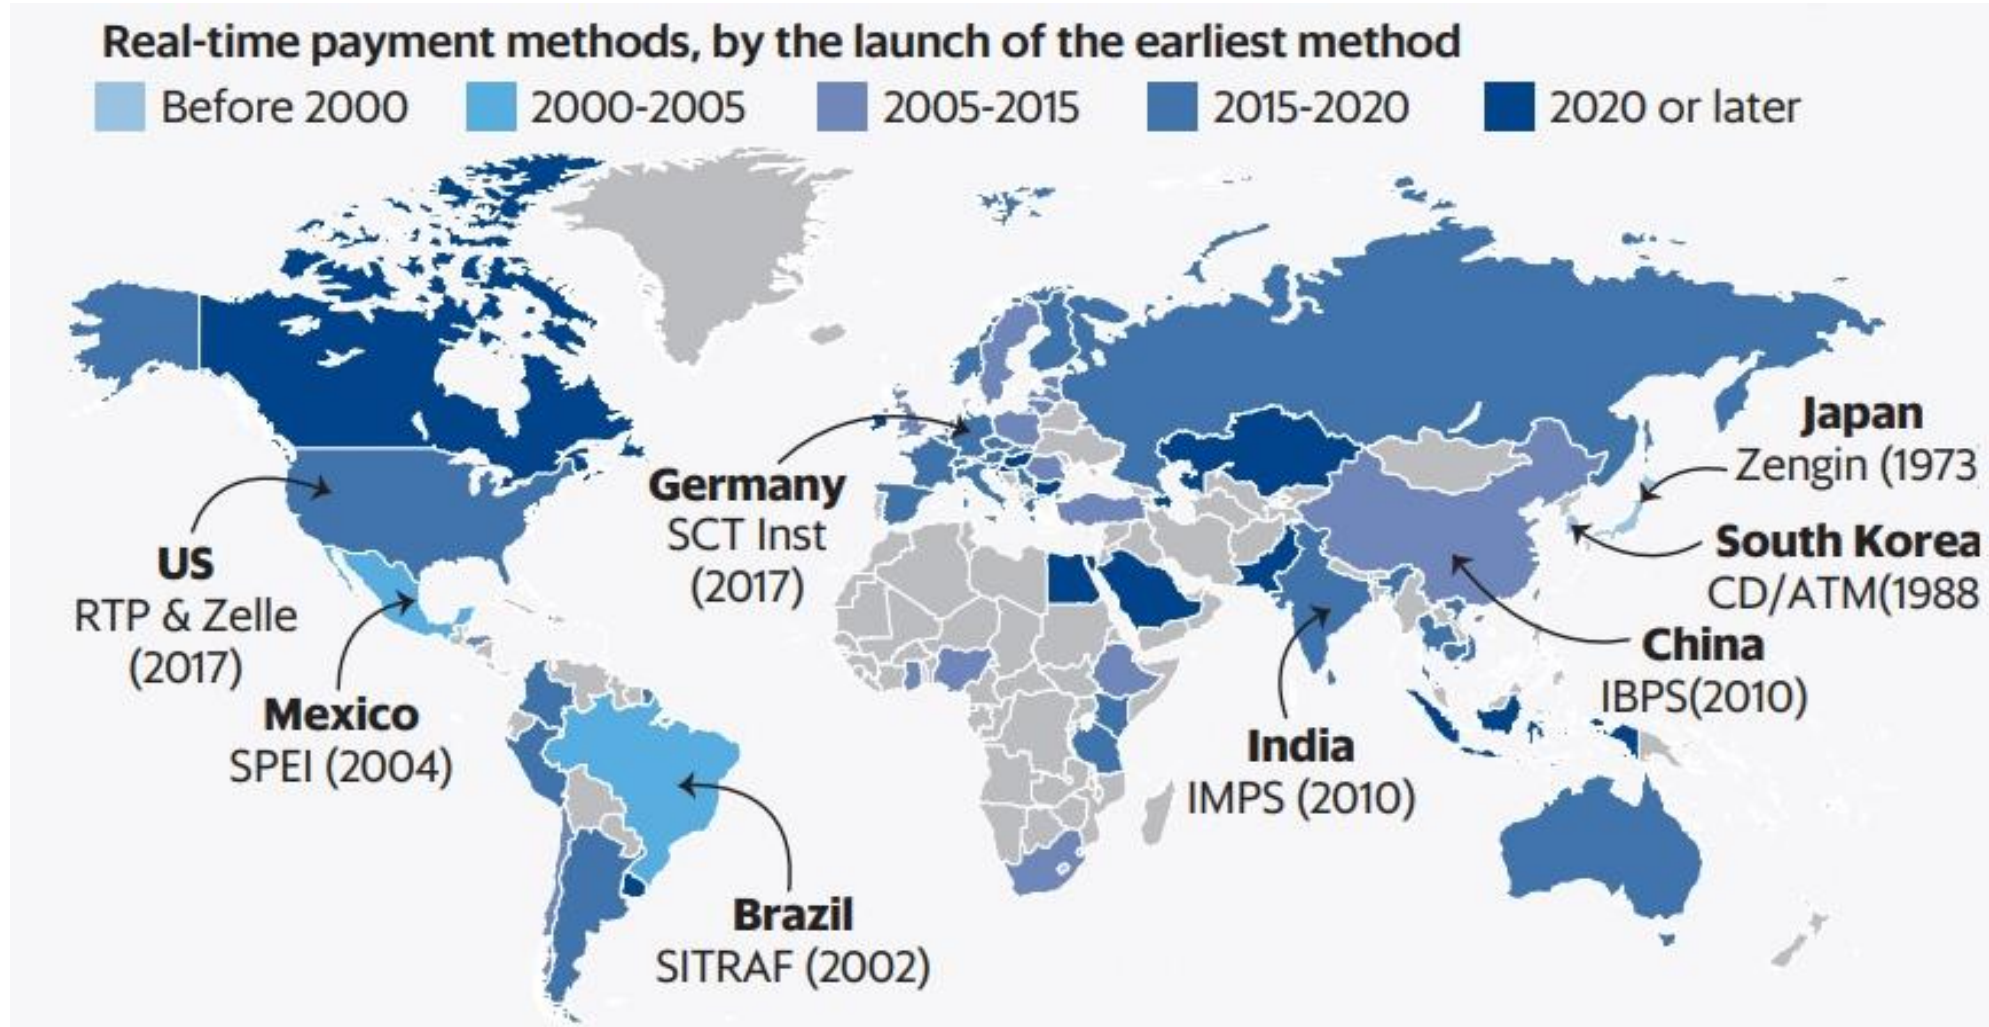 Real-time payment methods, by the launch of the earliest method
Before 2000
2000-2005
2005-2015
2015-2020
2020 or later
US
RTP & Zelle
(2017)
Mexico
SPEI (2004)
Germany
SCT Inst
(2017)
Brazil
SITRAF (2002)
India
IMPS (2010)
Japan
Zengin (1973
South Korea
CD/ATM(1988
China
IBPS(2010)